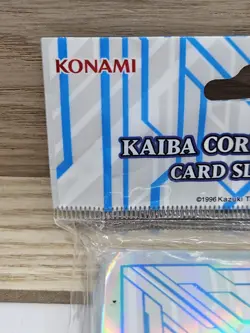 KONAMI
KAIBA COR
CARD SL
©1996 Kazuki T